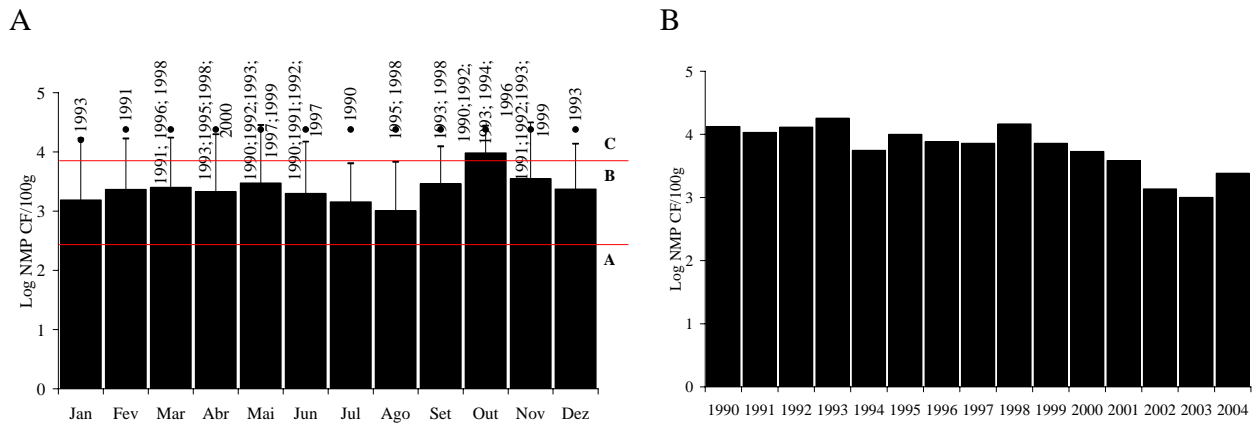 A
B
Log NMP CF/100g
5
4
3
2
1
0
1993
1991
1991; 1996; 1998
1993;1995;1998;
2000
1990;1992;1993;
1997;1999
1990;1991;1992;
1997
1990
1995; 1998
1993; 1998
1990;1992;
1993; 1994;
1996
1991;1992;1993;
1999
1993
C
B
A
Jan Fev Mar Abr Mai Jun Jul Ago Set Out Nov Dez
Log NMP CF/100g
5
4
3
2
1
0
1990 1991 1992 1993 1994 1995 1996 1997 1998 1999 2000 2001 2002 2003 2004